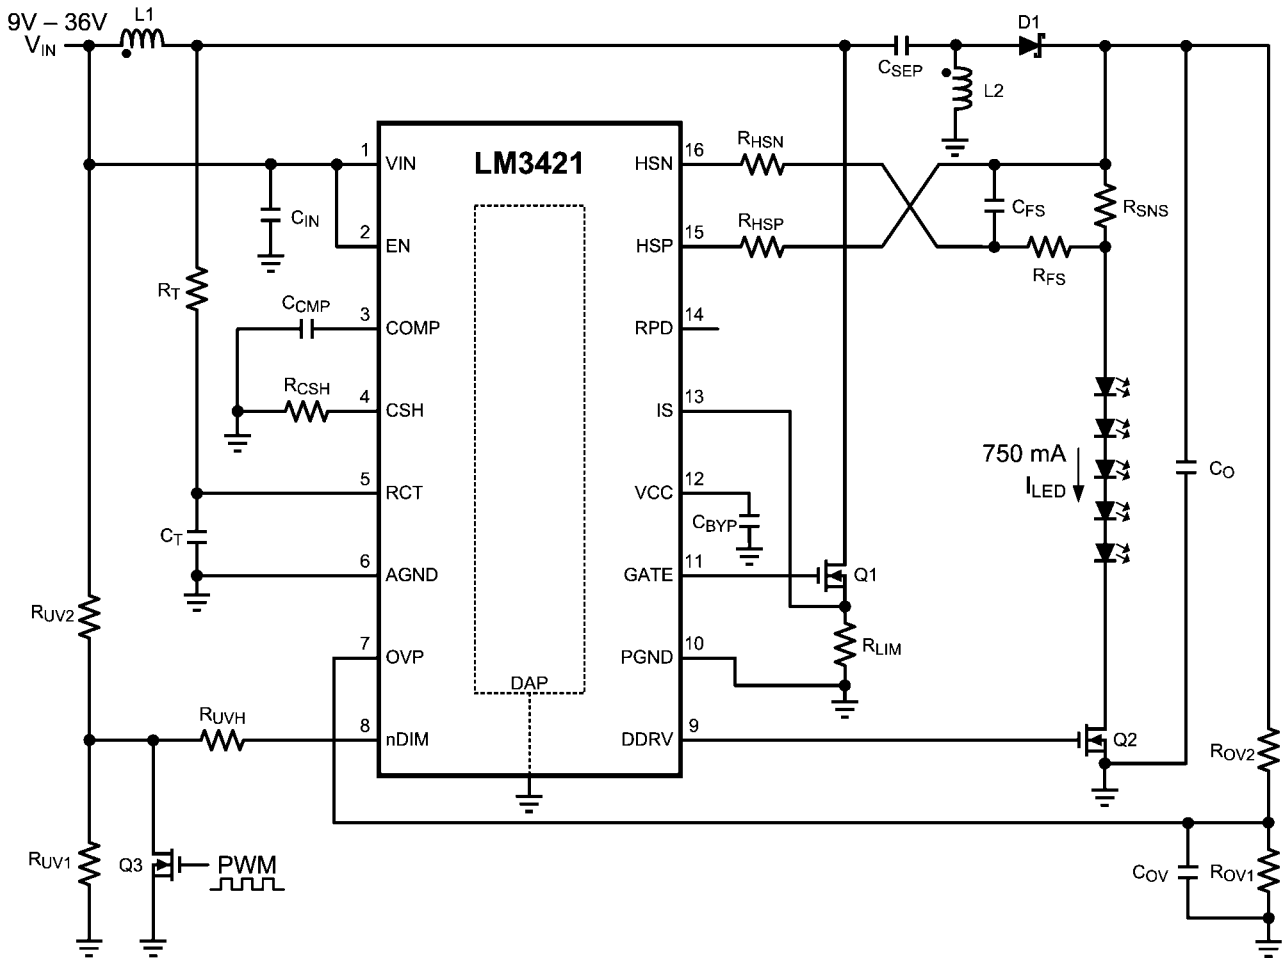 9V – 36V
VIN
L1
D1
CSEP
L2
LM3421
1
VIN
HSN
16
RHSN
CIN
CFS
RSNS
2
EN
HSP
15
RHSP
RFS
RT
CCMP
3
COMP
RPD
14
RCSH
4
CSH
IS
13
750 mA
ILED
CO
5
RCT
VCC
12
CBYP
CT
6
AGND
GATE
11
Q1
RUV2
7
OVP
PGND
10
RLIM
DAP
RUVH
8
nDIM
DDRV
9
Q2
ROV2
RUV1
Q3
PWM
COV
ROV1